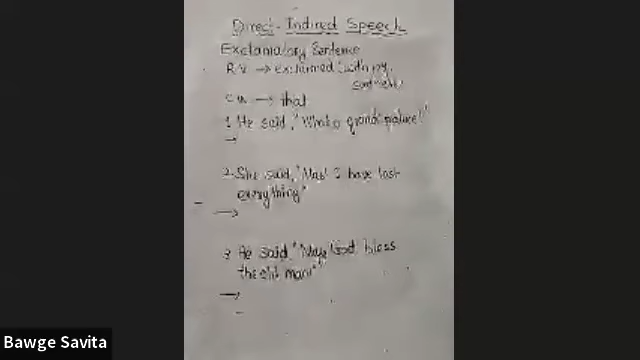 Direct- Indirect Speech
Exclamatory Sentence
R.V → exclaimed with joy
C.W → that
1. He said, "What a grand palace!"
→
2. She said, "Alas! I have lost
everything"
→
3 He said, "May God bless
the old man!"
→
Bawge Savita